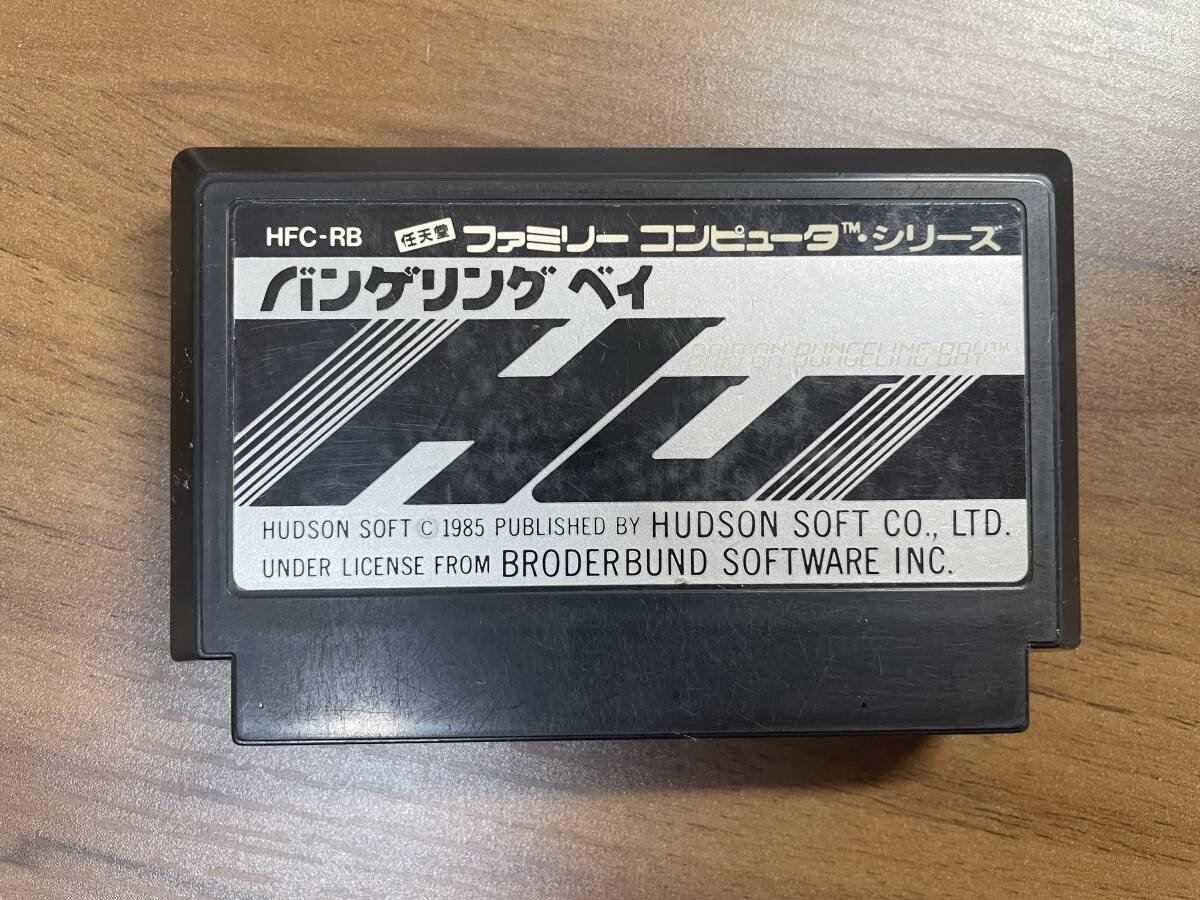 HFC-RB 任天堂 ファミリー コンピュータ™・シリーズ
バンゲリング ベイ
RAID ON BUNGELING BAY™
HUDSON SOFT © 1985 PUBLISHED BY HUDSON SOFT CO., LTD.
UNDER LICENSE FROM BRODERBUND SOFTWARE INC.